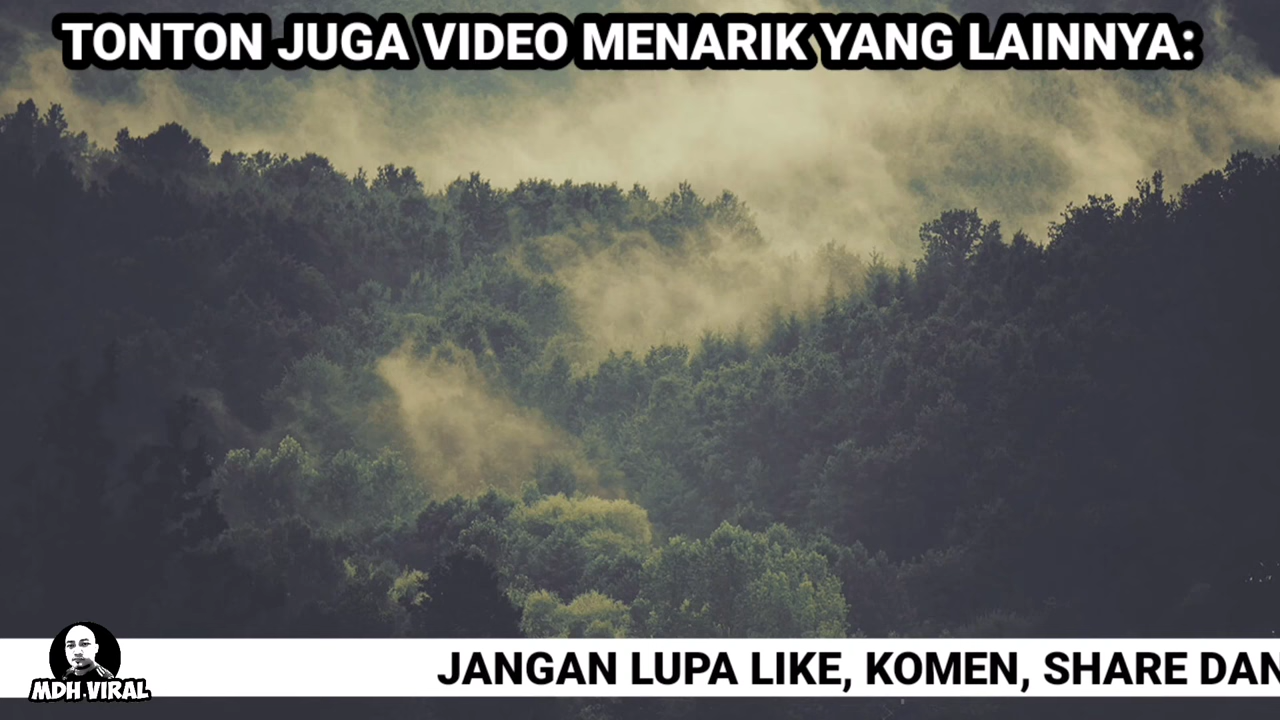 TONTON JUGA VIDEO MENARIK YANG LAINNYA:
JANGAN LUPA LIKE, KOMEN, SHARE DAN
MDH VIRAL